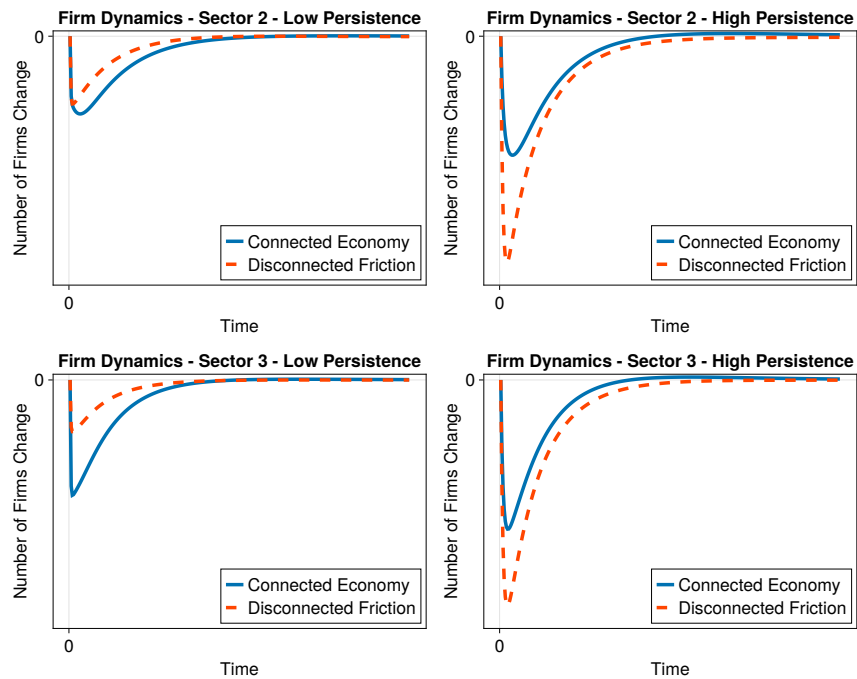 Firm Dynamics - Sector 2 - Low Persistence
0
Number of Firms Change
Connected Economy
Disconnected Friction
0
Time
Firm Dynamics - Sector 2 - High Persistence
0
Number of Firms Change
Connected Economy
Disconnected Friction
0
Time
Firm Dynamics - Sector 3 - Low Persistence
0
Number of Firms Change
Connected Economy
Disconnected Friction
0
Time
Firm Dynamics - Sector 3 - High Persistence
0
Number of Firms Change
Connected Economy
Disconnected Friction
0
Time